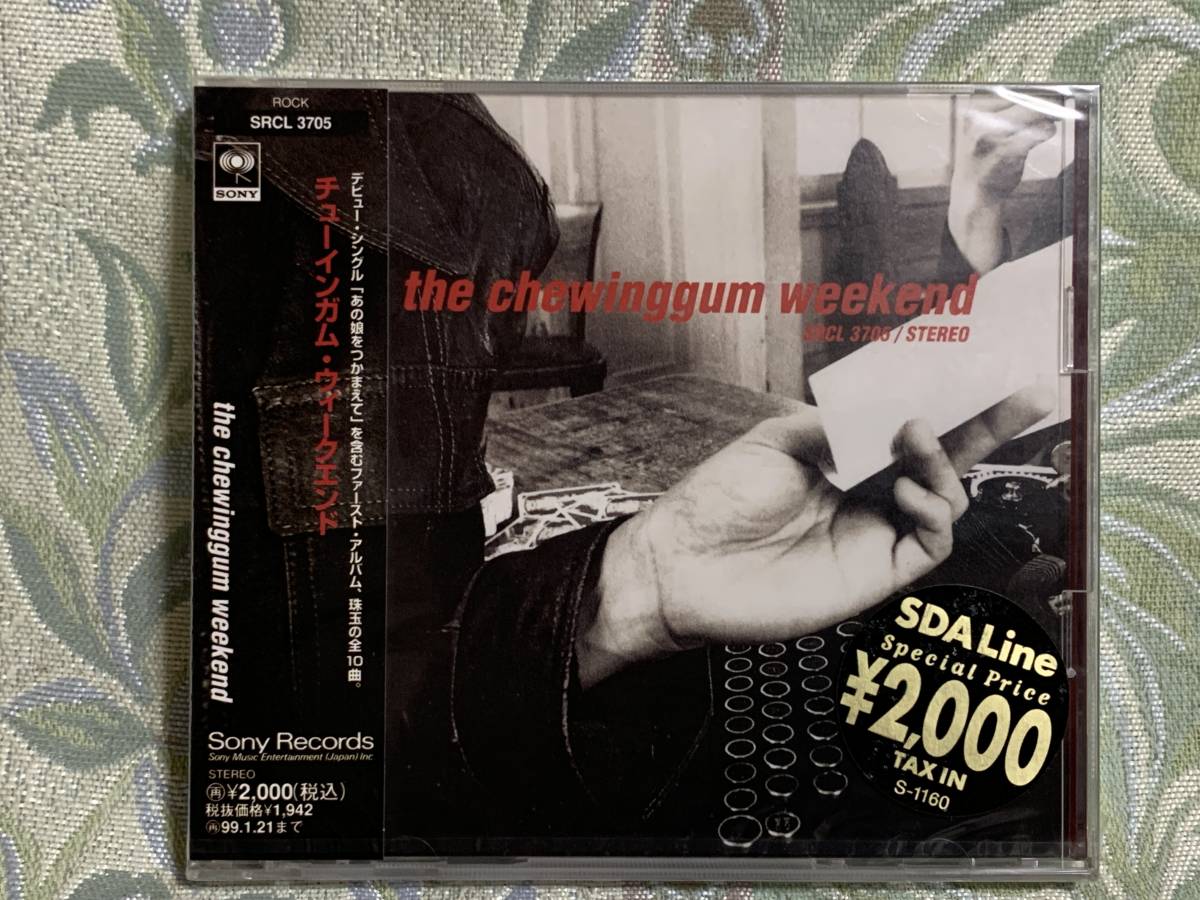 ROCK
SRCL 3705
SONY
デビュー・シングル「あの娘をつかまえて」を含むファースト・アルバム、珠玉の全10曲。
チューインガム・ウィークエンド
the chewinggum weekend
Sony Records
Sony Music Entertainment (Japan) Inc
STEREO
再¥2,000(税込)
税抜価格¥1,942
再99.1.21まで
the chewinggum weekend
SRCL 3705 / STEREO
SDA Line
Special Price
¥2,000
TAX IN
S-1160